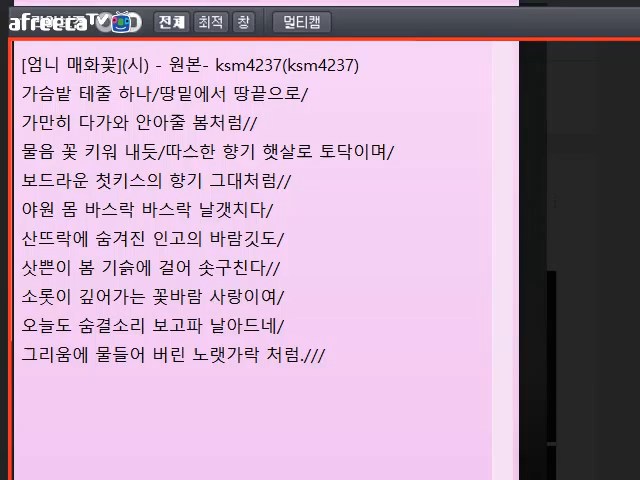 afreecaTV
전체 최적 창 멀티캠
[엄니 매화꽃](시) - 원본- ksm4237(ksm4237)
가슴밭 테줄 하나/땅밑에서 땅끝으로/
가만히 다가와 안아줄 봄처럼//
물음 꽃 키워 내듯/따스한 향기 햇살로 토닥이며/
보드라운 첫키스의 향기 그대처럼//
야윈 몸 바스락 바스락 날갯치다/
산뜨락에 숨겨진 인고의 바람깃도/
삿쁜이 봄 기슭에 걸어 솟구친다//
소롯이 깊어가는 꽃바람 사랑이여/
오늘도 숨결소리 보고파 날아드네/
그리움에 물들어 버린 노랫가락 처럼.///